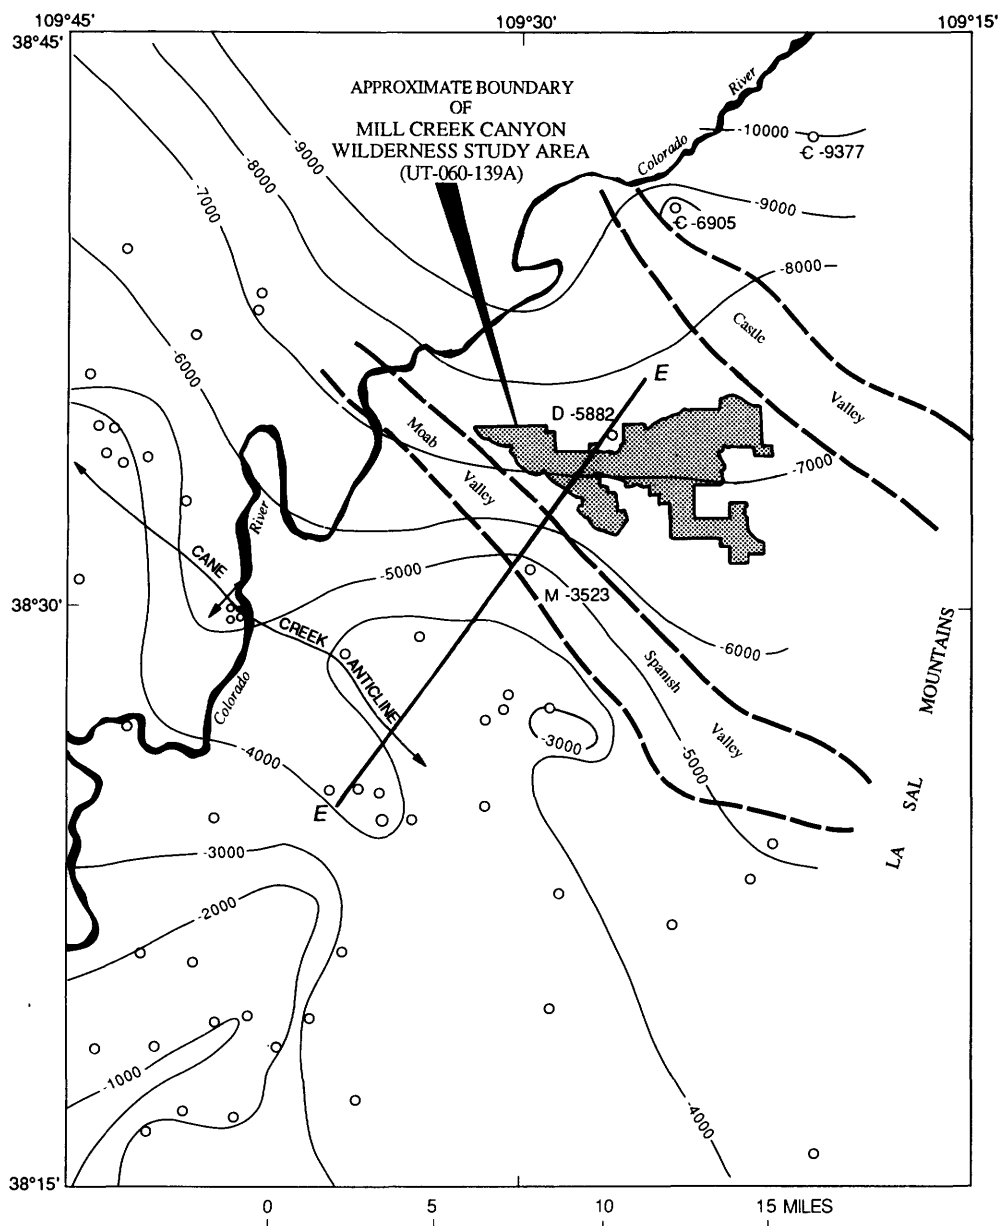 109°45'
109°30'
109°15'
38°45'
APPROXIMATE BOUNDARY
OF
MILL CREEK CANYON
WILDERNESS STUDY AREA
(UT-060-139A)
River
Colorado
-10000
Є -9377
-9000
-8000
-7000
-9000
Є -6905
-8000
Castle
Valley
-6000
E
D -5882
Moab
Valley
-7000
River
CANE
CREEK
ANTICLINE
-5000
M -3523
38°30'
-6000
Spanish
Valley
MOUNTAINS
SAL
LA
Colorado
-3000
-5000
-4000
E
-3000
-2000
-1000
-4000
38°15'
0
5
10
15 MILES